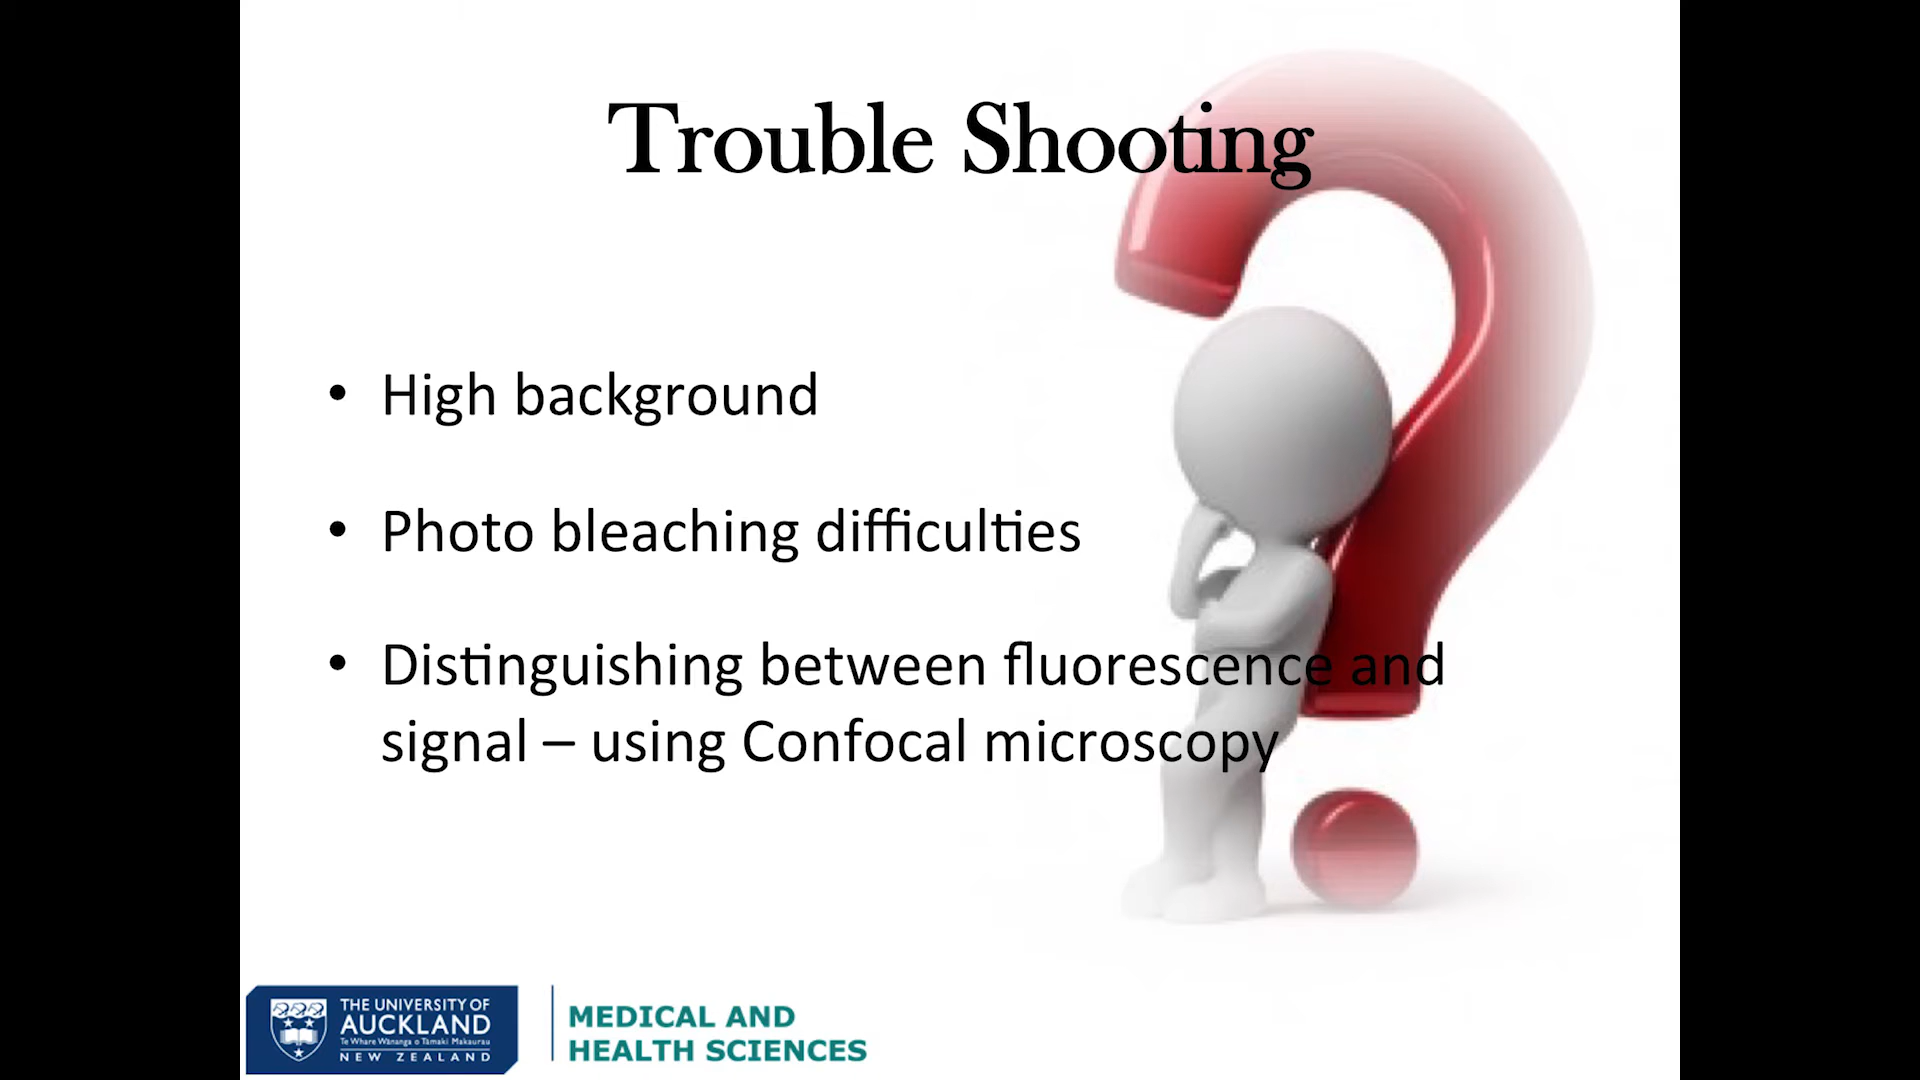 Trouble Shooting
• High background
• Photo bleaching difficulties
• Distinguishing between fluorescence and
signal – using Confocal microscopy
THE UNIVERSITY OF
AUCKLAND
Te Whare Wānanga o Tāmaki Makaurau
NEW ZEALAND
MEDICAL AND
HEALTH SCIENCES